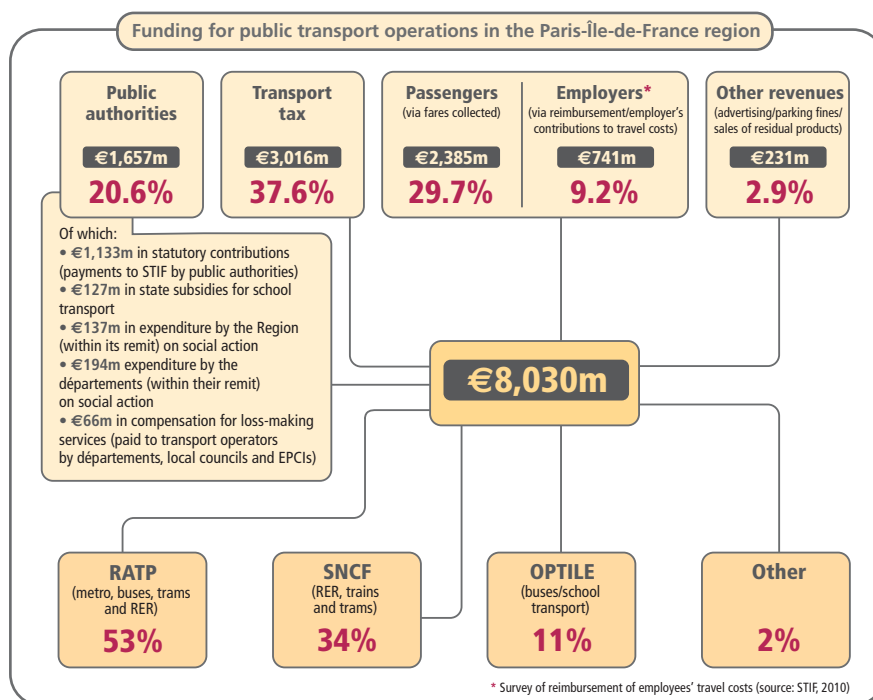 Funding for public transport operations in the Paris-Île-de-France region
Public
authorities
€1,657m
20.6%
Transport
tax
€3,016m
37.6%
Passengers
(via fares collected)
€2,385m
29.7%
Employers*
(via reimbursement/employer's
contributions to travel costs)
€741m
9.2%
Other revenues
(advertising/parking fines/
sales of residual products)
€231m
2.9%
Of which:
• €1,133m in statutory contributions
(payments to STIF by public authorities)
• €127m in state subsidies for school
transport
• €137m in expenditure by the Region
(within its remit) on social action
• €194m expenditure by the
départements (within their remit)
on social action
• €66m in compensation for loss-making
services (paid to transport operators
by départements, local councils and EPCIs)
€8,030m
RATP
(metro, buses, trams
and RER)
53%
SNCF
(RER, trains
and trams)
34%
OPTILE
(buses/school
transport)
11%
Other
2%
* Survey of reimbursement of employees' travel costs (source: STIF, 2010)